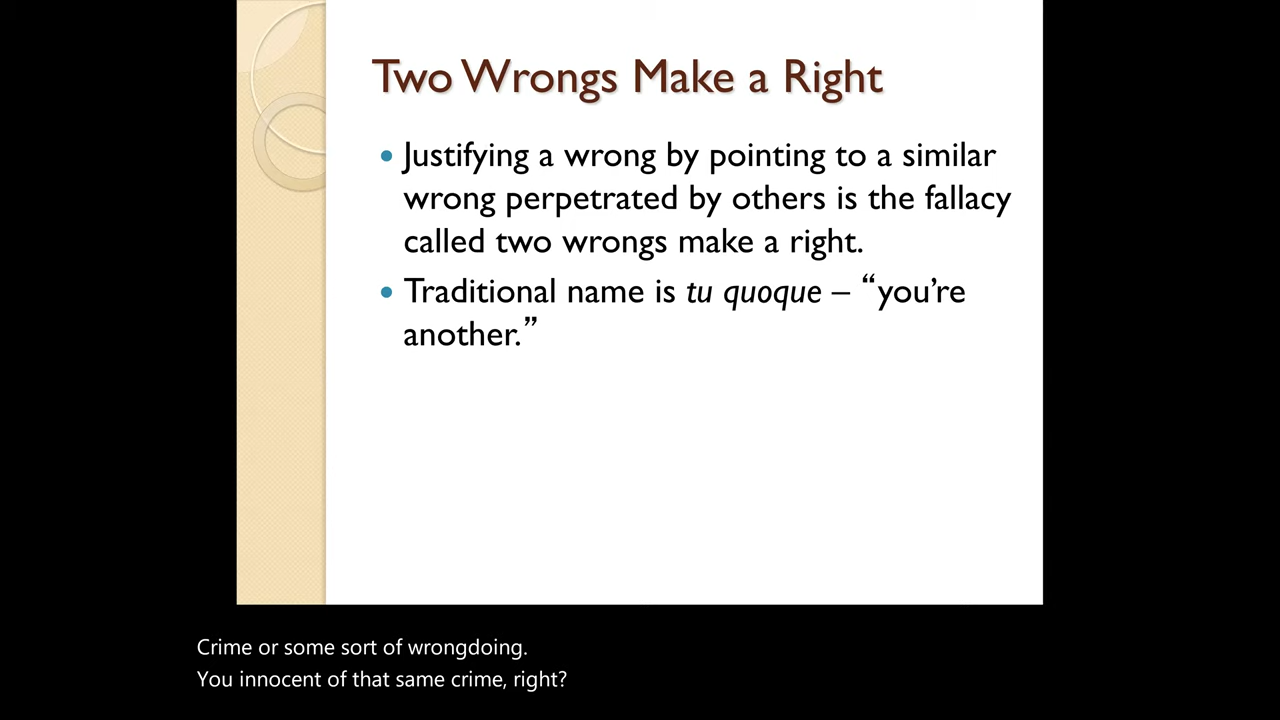 Two Wrongs Make a Right
• Justifying a wrong by pointing to a similar
wrong perpetrated by others is the fallacy
called two wrongs make a right.
• Traditional name is tu quoque – “you’re
another.”
Crime or some sort of wrongdoing.
You innocent of that same crime, right?